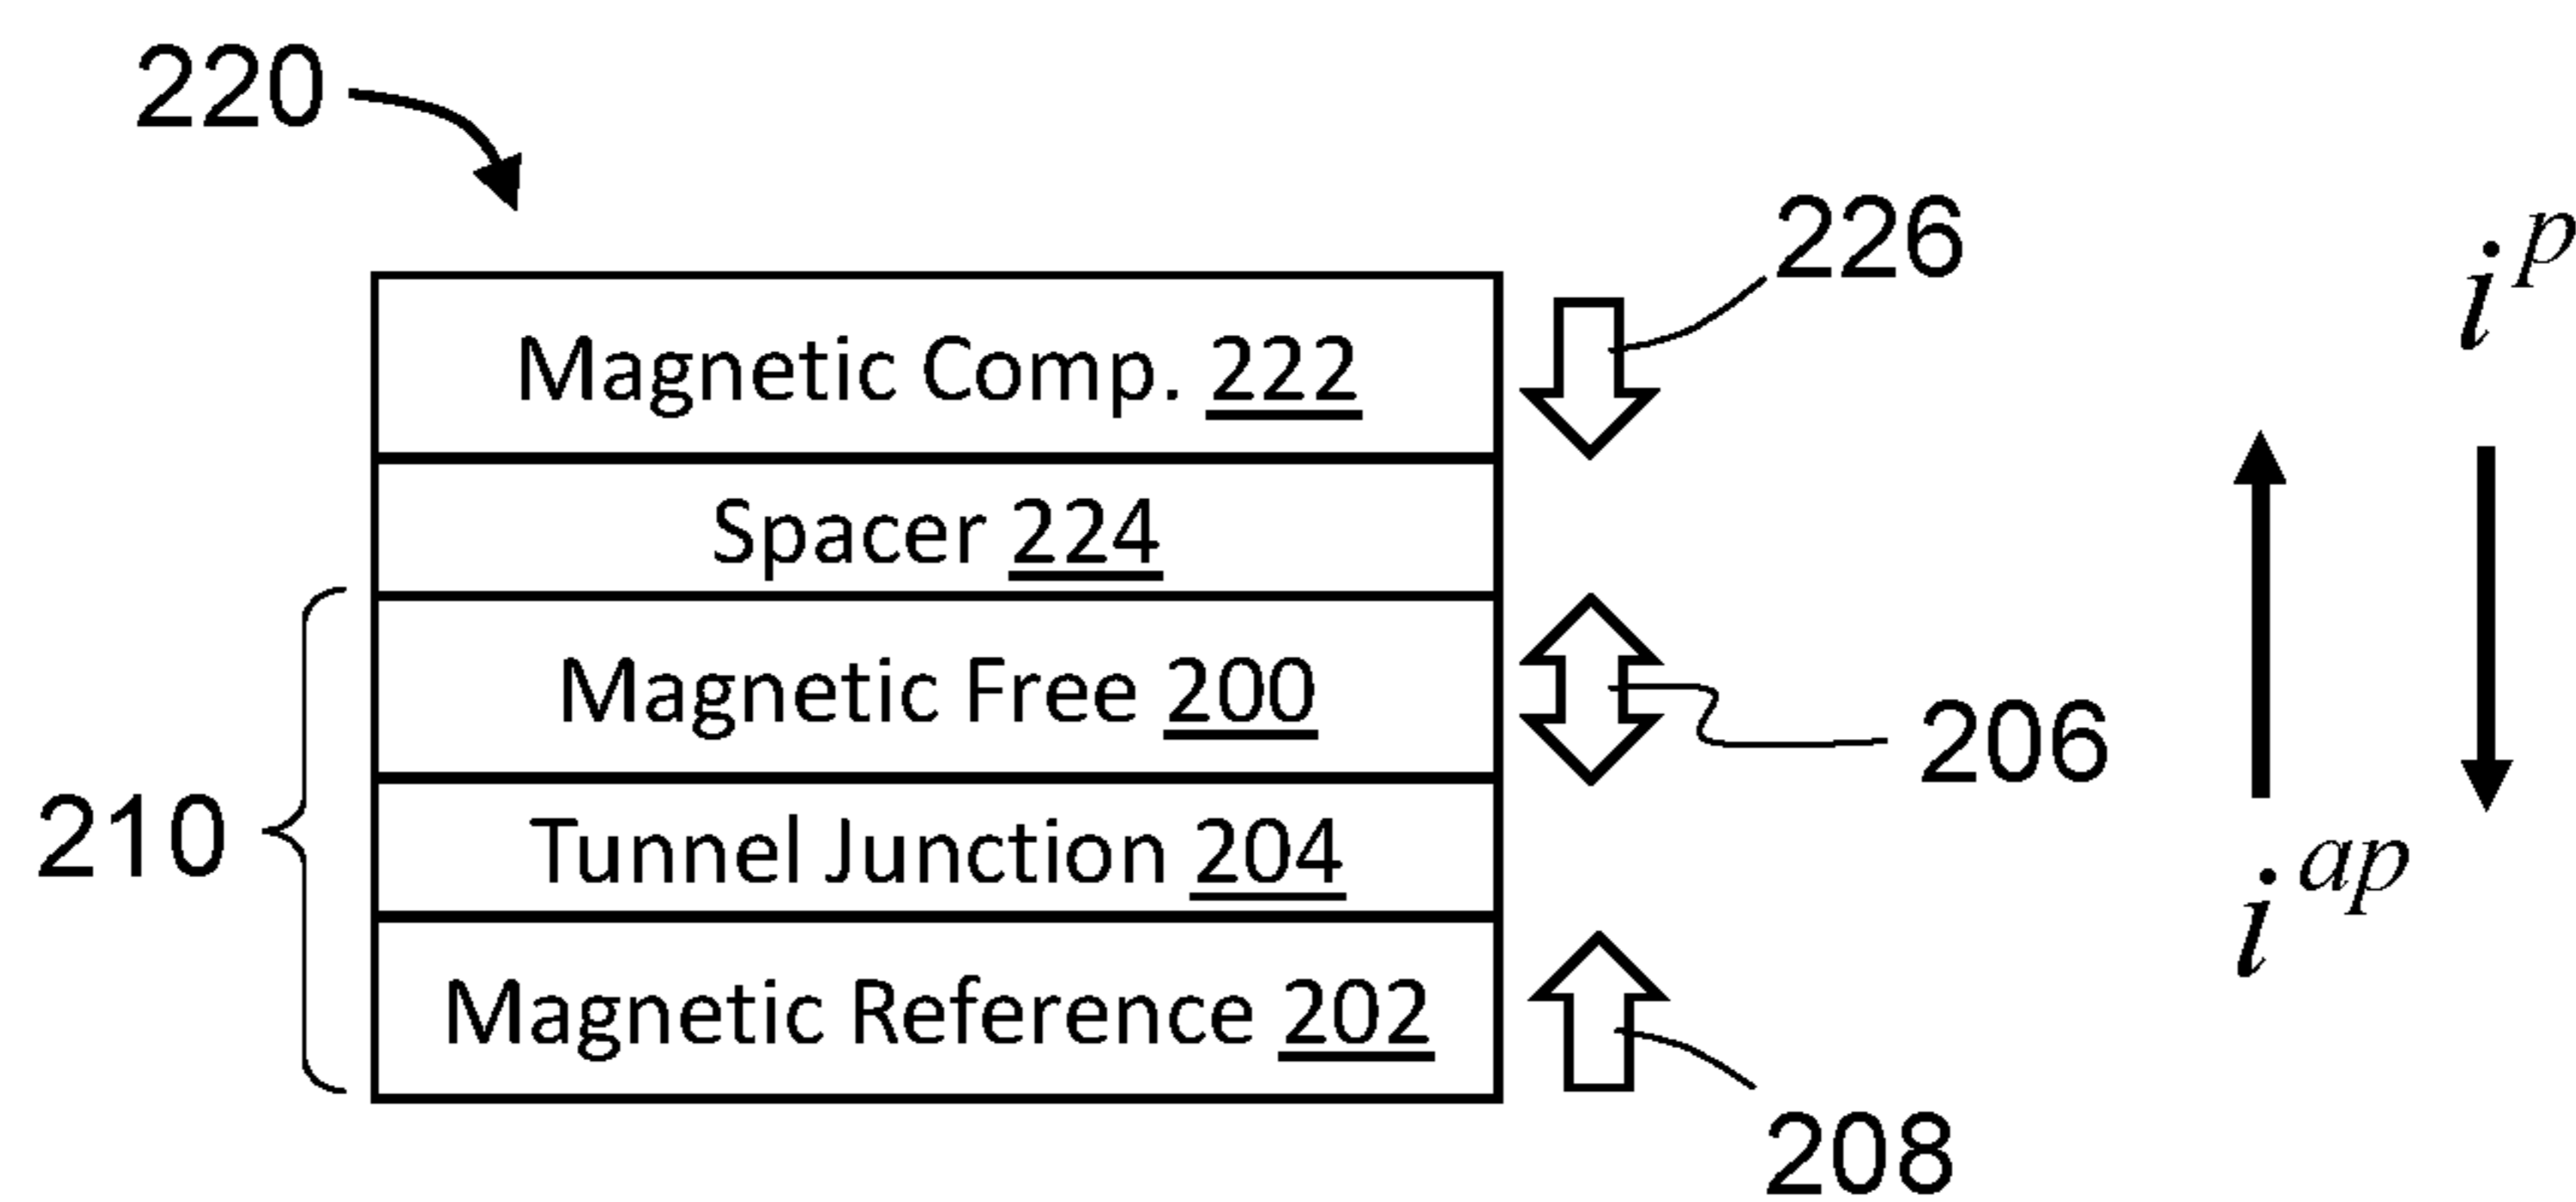 220
226
i^p
Magnetic Comp. 222
Spacer 224
Magnetic Free 200
206
210
Tunnel Junction 204
i^ap
Magnetic Reference 202
208